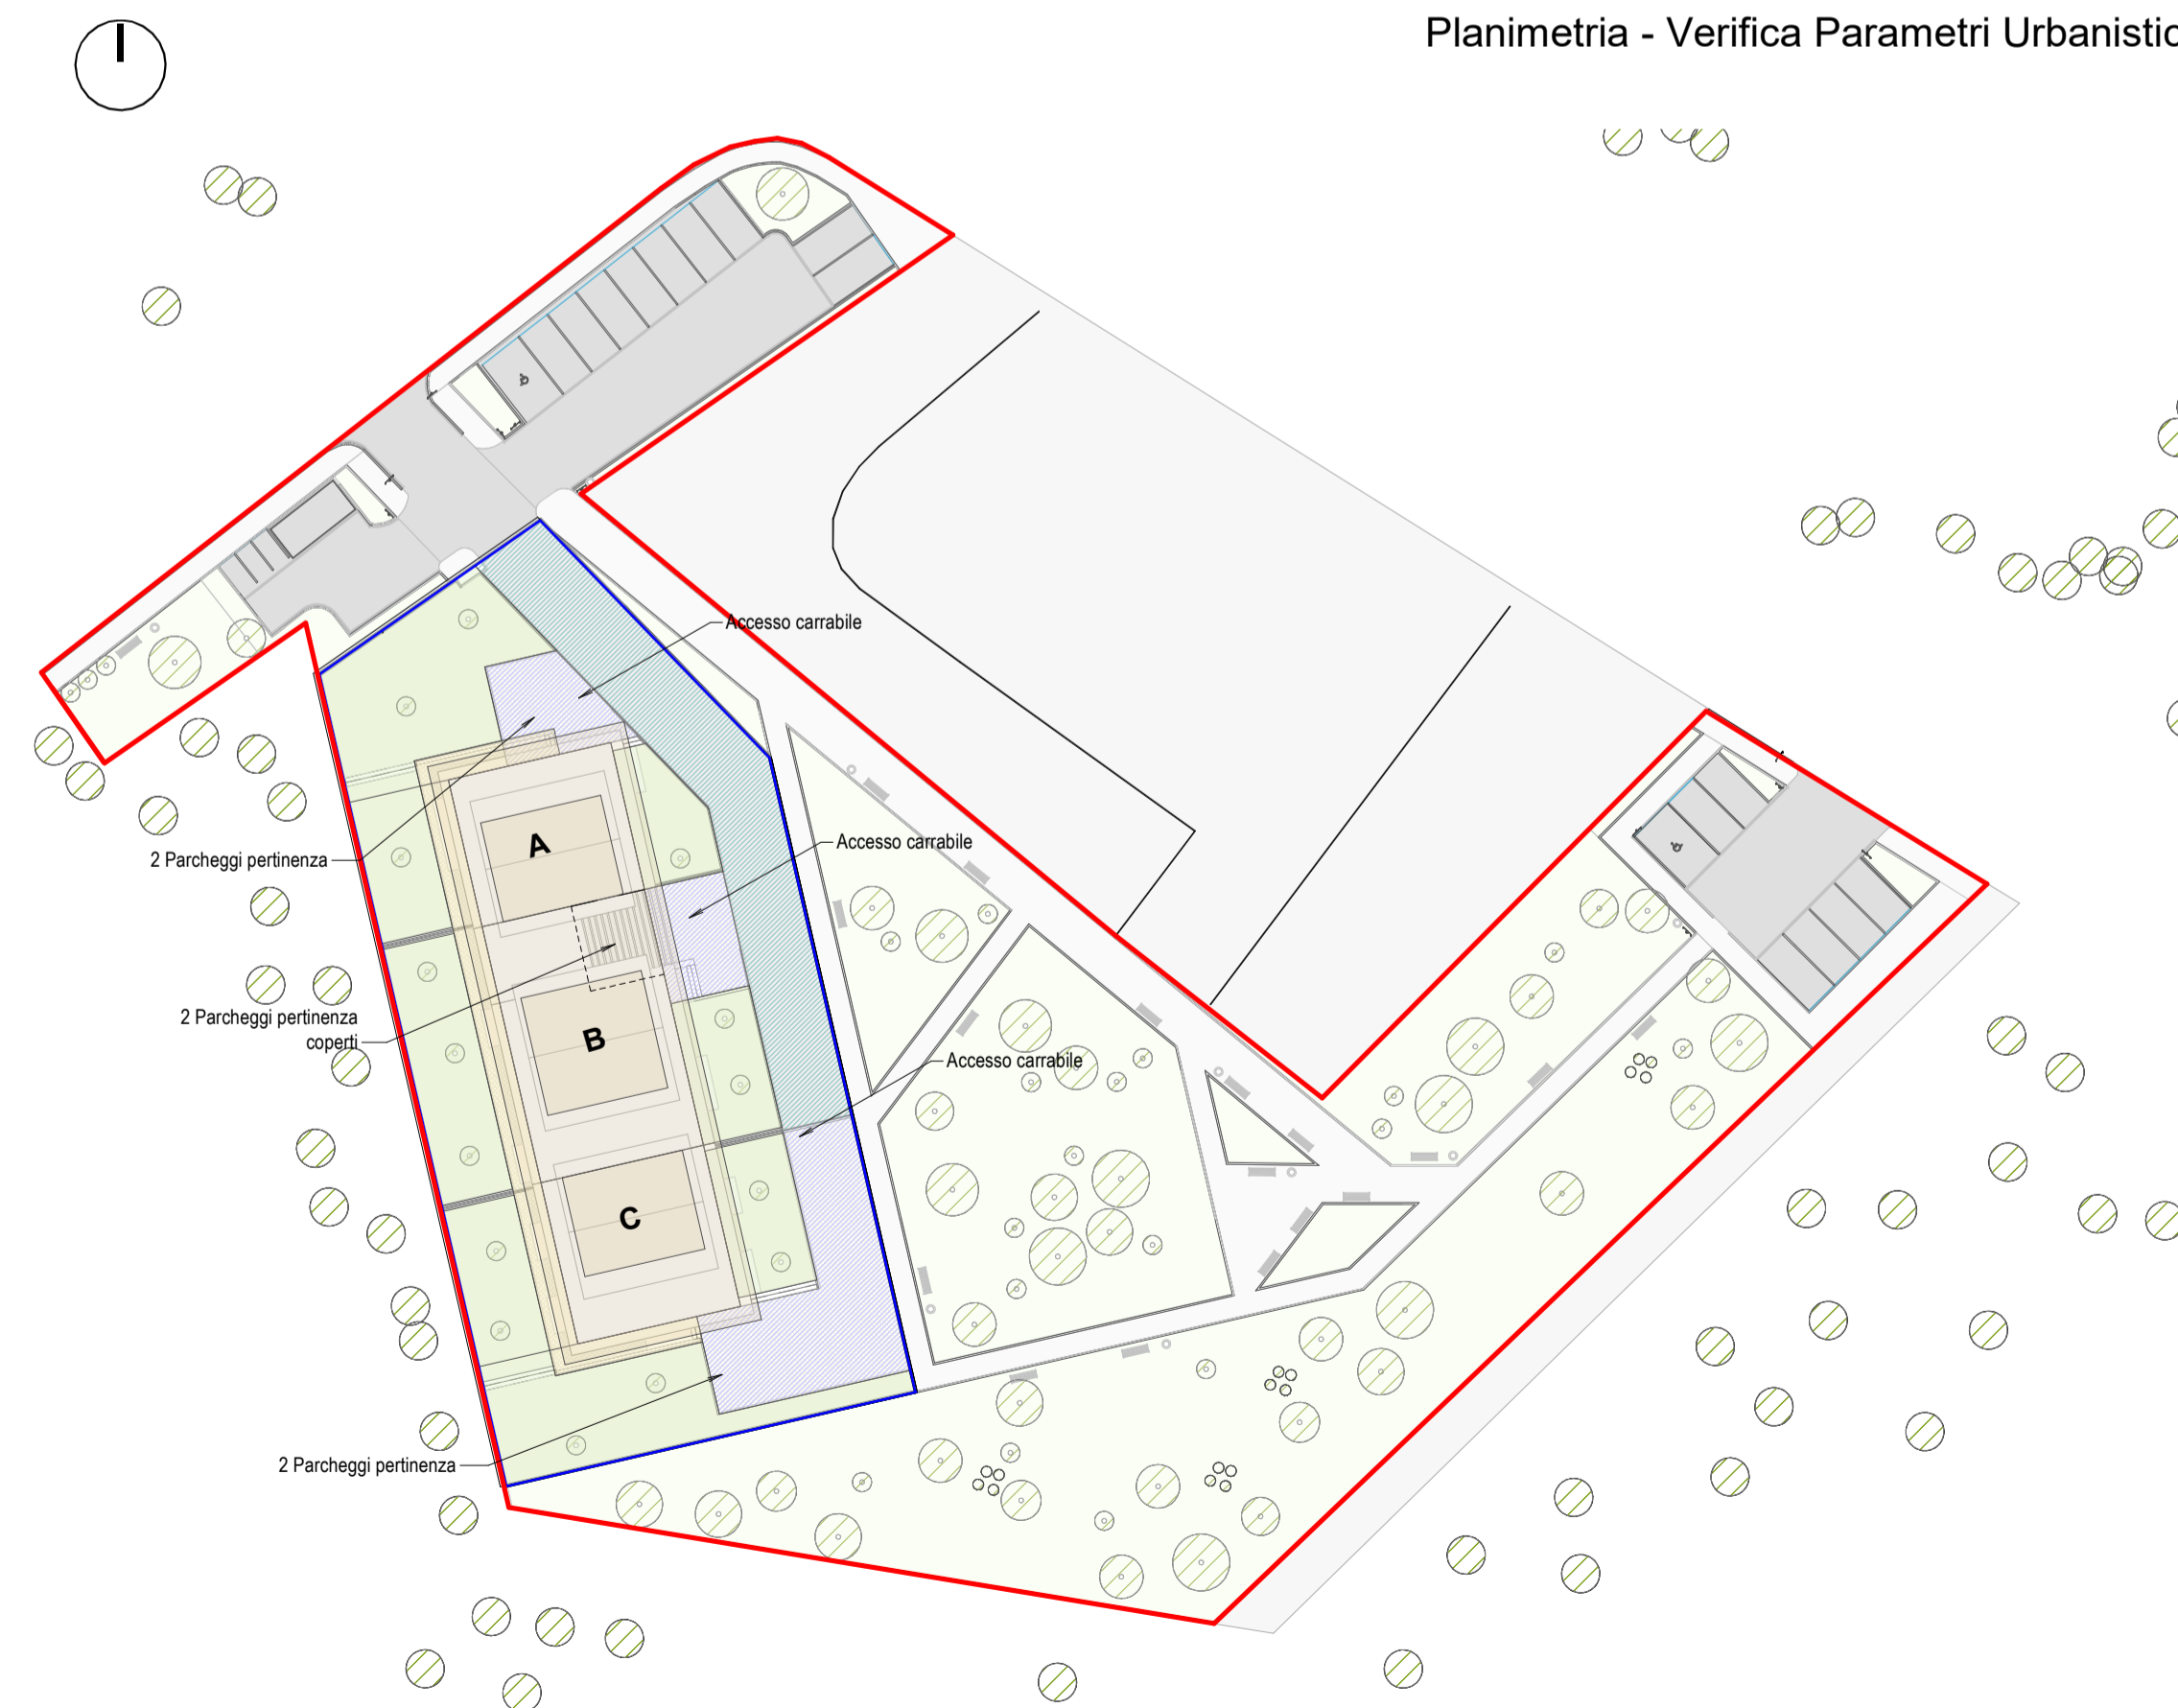 Planimetria - Verifica Parametri Urbanistic
Accesso carrabile
Accesso carrabile
2 Parcheggi pertinenza
A
2 Parcheggi pertinenza
coperti
B
Accesso carrabile
C
2 Parcheggi pertinenza